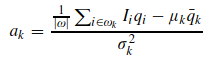 $a_k = \frac{\frac{1}{|\omega|} \sum_{i \in \omega_k} I_i q_i - \mu_k \bar{q}_k}{\sigma_k^2}$